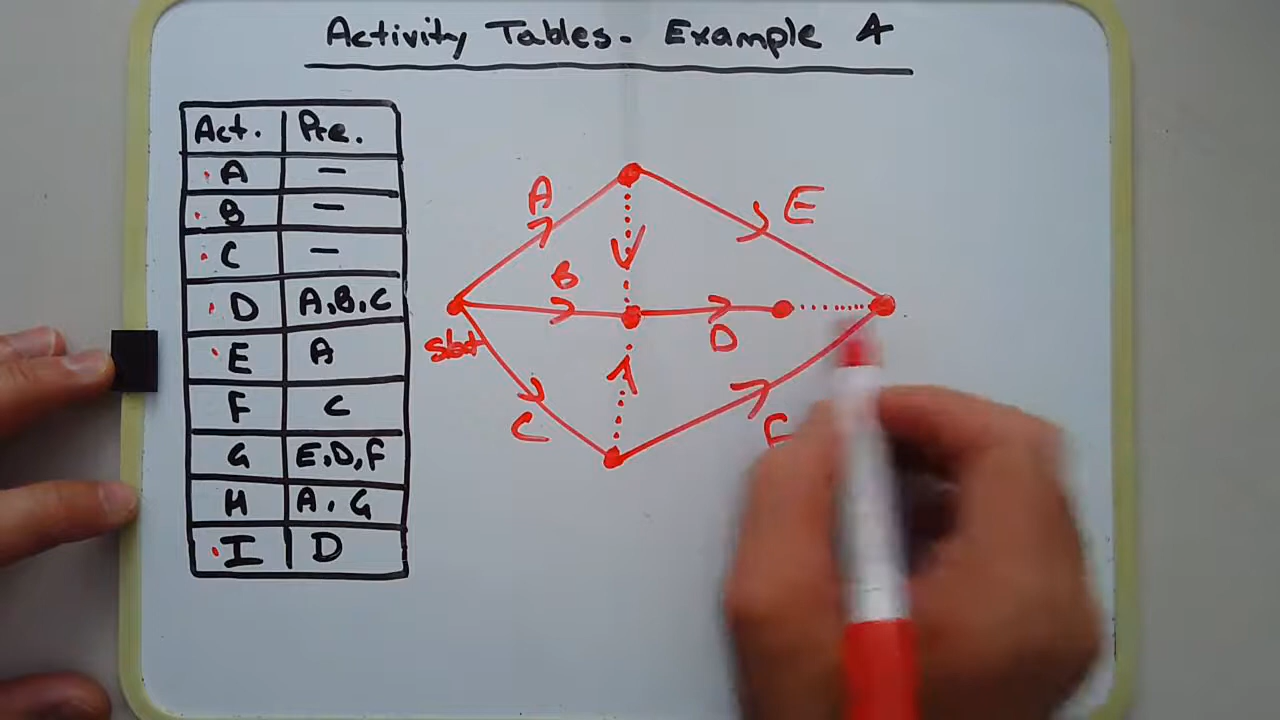 Activity Tables. Example 4
Act. Pre.
A –
B –
C –
D A,B,C
E A
F C
G E,D,F
H A, G
I D
A
E
B
D
start
C
F